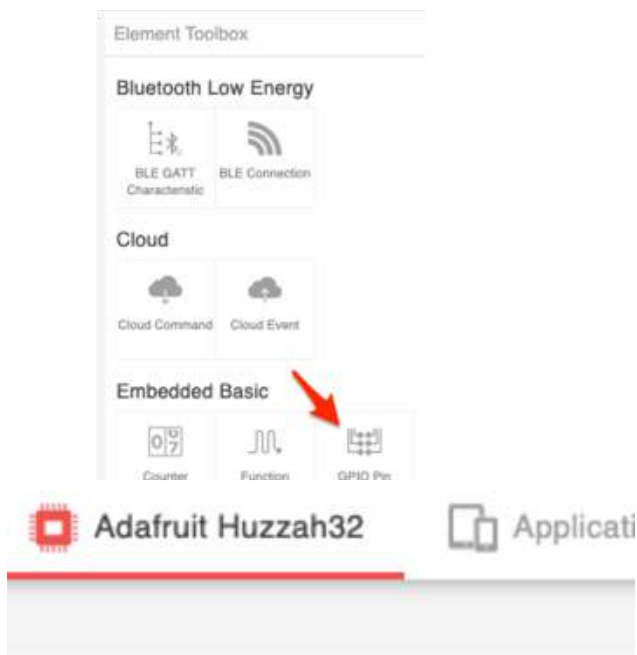 Element Toolbox
Bluetooth Low Energy
BLE GATT
Characteristic
BLE Connection
Cloud
Cloud Command
Cloud Event
Embedded Basic
Counter
Function
GPIO Pin
Adafruit Huzzah32
Applicati